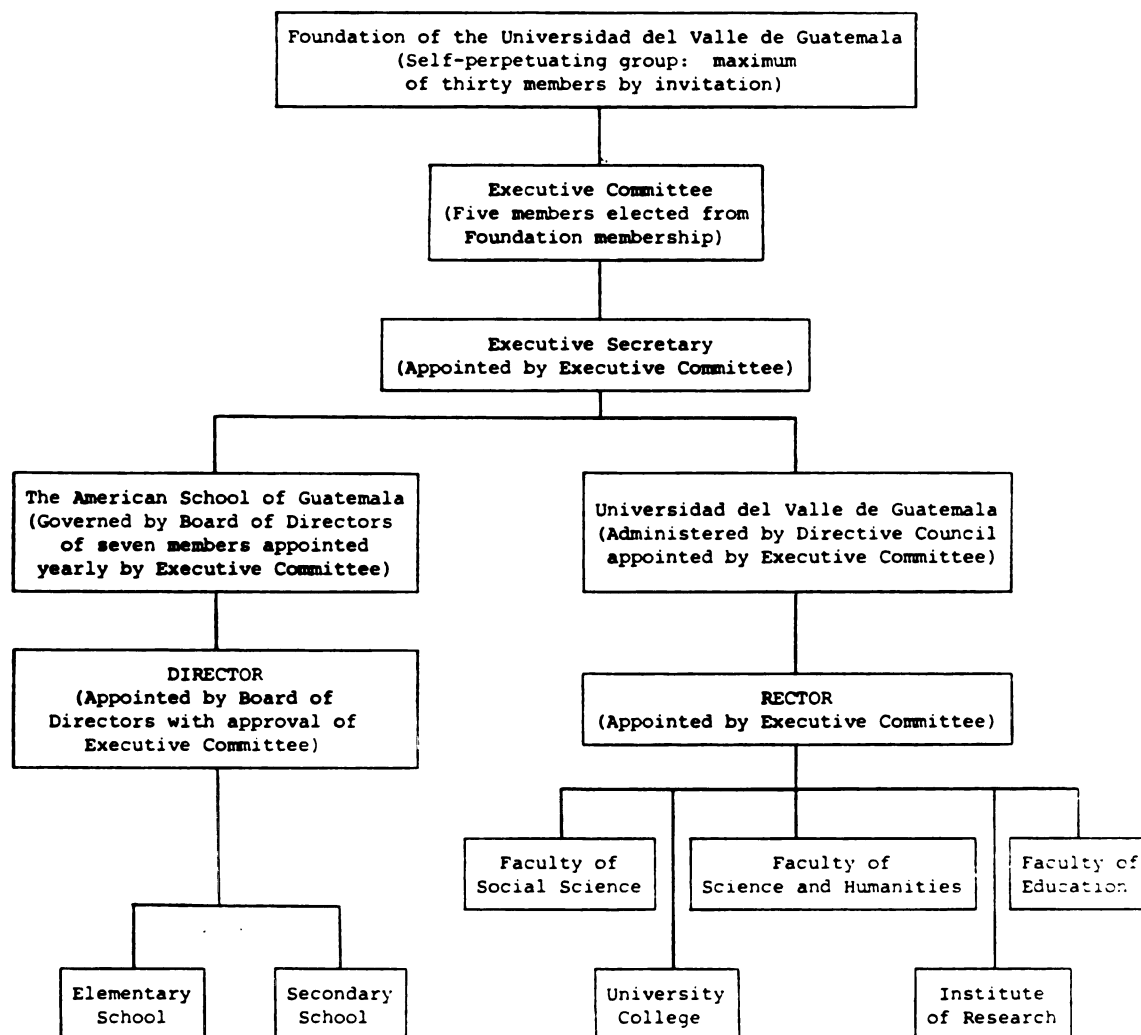 Foundation of the Universidad del Valle de Guatemala
(Self-perpetuating group: maximum
of thirty members by invitation)
Executive Committee
(Five members elected from
Foundation membership)
Executive Secretary
(Appointed by Executive Committee)
The American School of Guatemala
(Governed by Board of Directors
of seven members appointed
yearly by Executive Committee)
Universidad del Valle de Guatemala
(Administered by Directive Council
appointed by Executive Committee)
DIRECTOR
(Appointed by Board of
Directors with approval of
Executive Committee)
RECTOR
(Appointed by Executive Committee)
Faculty of
Social Science
Faculty of
Science and Humanities
Faculty of
Education
Elementary
School
Secondary
School
University
College
Institute
of Research